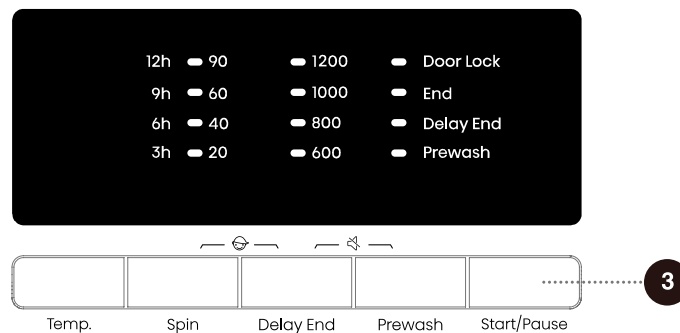 12h 90 1200 Door Lock
9h 60 1000 End
6h 40 800 Delay End
3h 20 600 Prewash
3
Temp. Spin Delay End Prewash Start/Pause